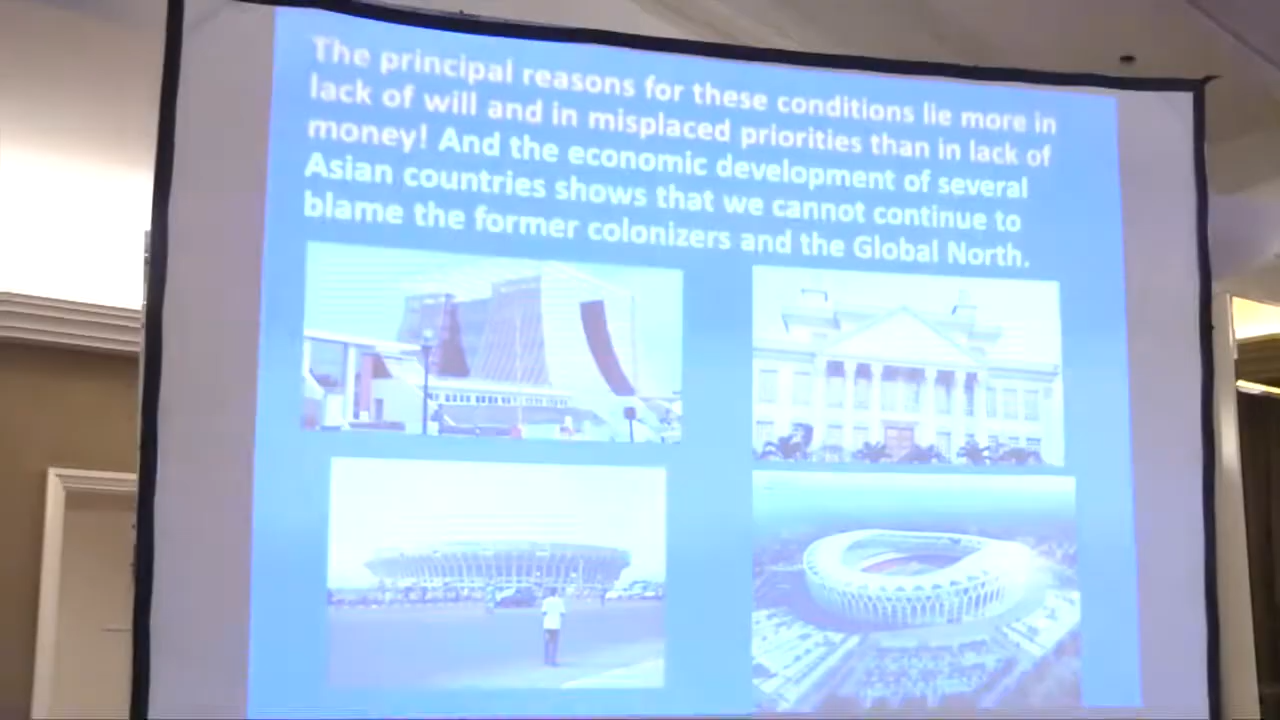 The principal reasons for these conditions lie more in
lack of will and in misplaced priorities than in lack of
money! And the economic development of several
Asian countries shows that we cannot continue to
blame the former colonizers and the Global North.